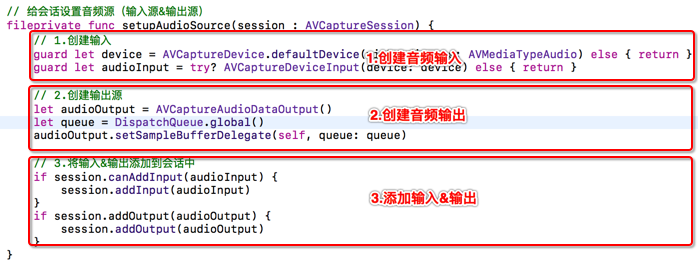 // 给会话设置音频源（输入源&输出源）
fileprivate func setupAudioSource(session : AVCaptureSession) {
// 1.创建输入
guard let device = AVCaptureDevice.defaultDevice( : AVMediaTypeAudio) else { return }
1.创建音频输入
guard let audioInput = try? AVCaptureDeviceInput(device: device) else { return }
// 2.创建输出源
let audioOutput = AVCaptureAudioDataOutput()
2.创建音频输出
let queue = DispatchQueue.global()
audioOutput.setSampleBufferDelegate(self, queue: queue)
// 3.将输入&输出添加到会话中
if session.canAddInput(audioInput) {
session.addInput(audioInput)
3.添加输入&输出
}
if session.addOutput(audioOutput) {
session.addOutput(audioOutput)
}
}